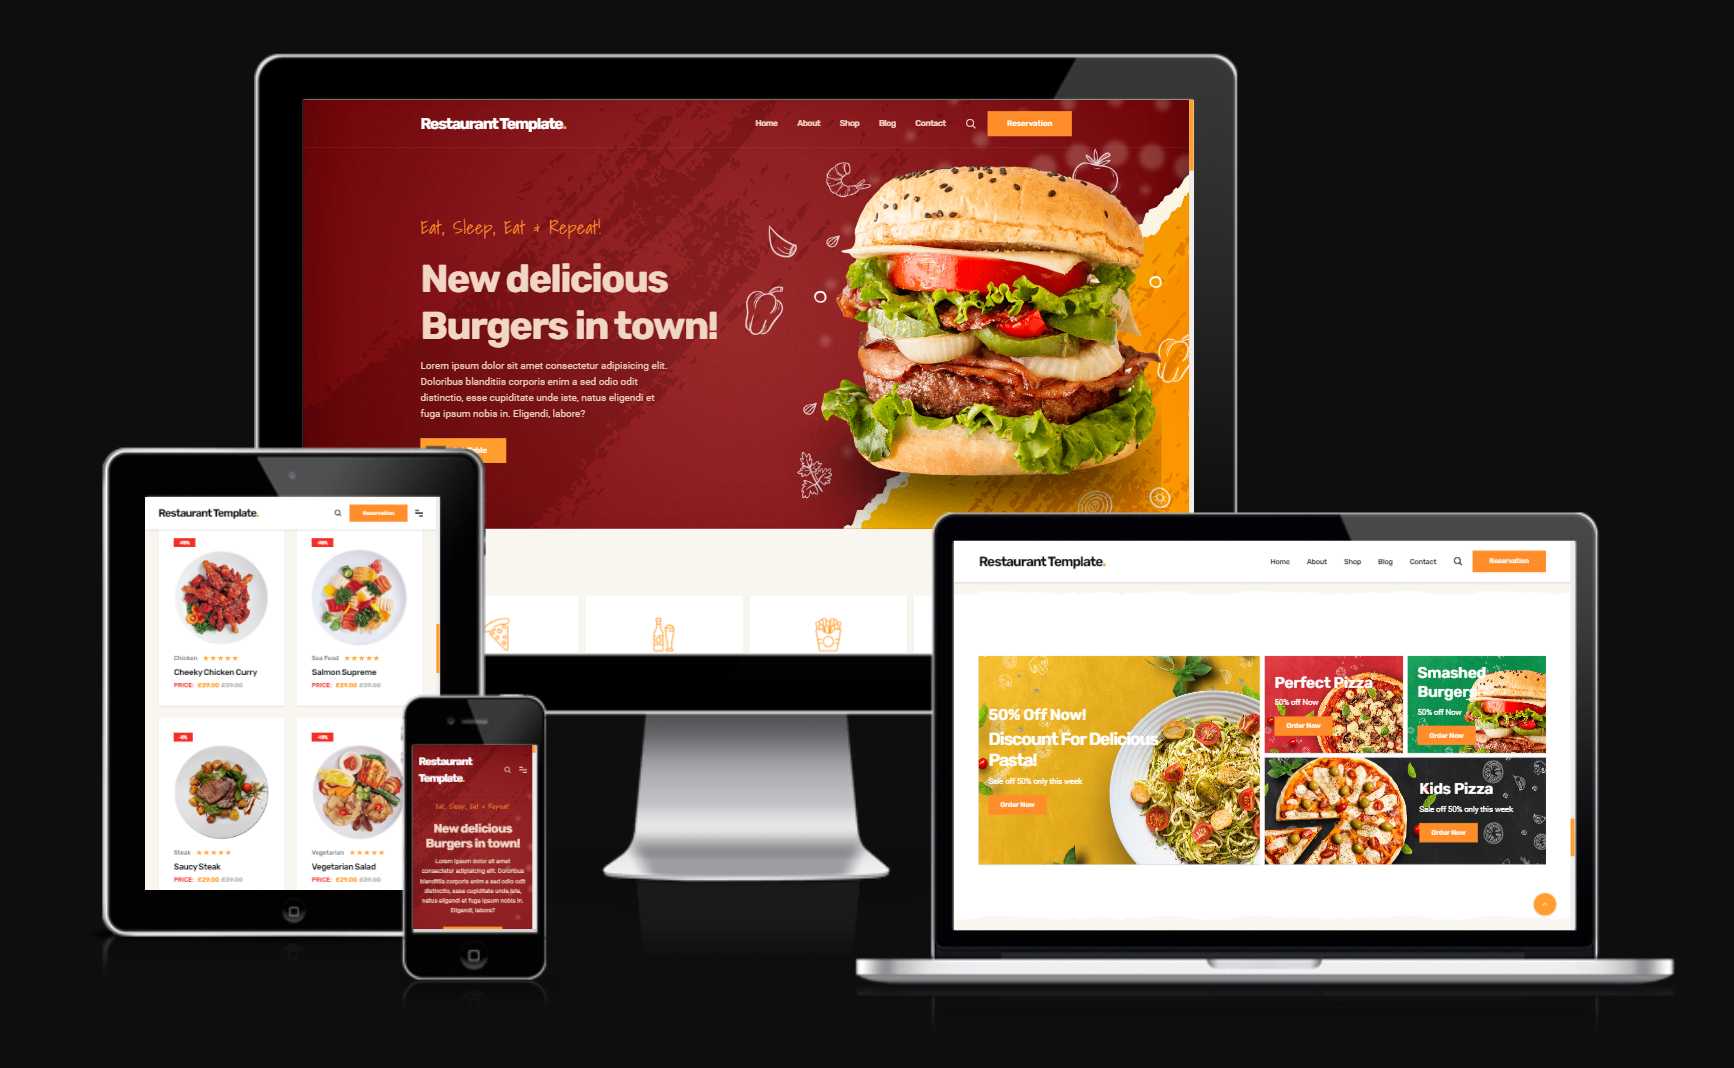 Restaurant Template.
Home
About
Shop
Blog
Contact
Reservation
Eat, Sleep, Eat & Repeat!
New delicious
Burgers in town!
Lorem ipsum dolor sit amet consectetur adipisicing elit.
Doloribus blanditiis corporis enim a sed odio odit
distinctio, esse cupiditate unde iste, natus eligendi et
fuga ipsum nobis in. Eligendi, labore?
Restaurant Template.
Reservation
Chicken
Cheeky Chicken Curry
PRICE: £29.00 £39.00
Sea Food
Salmon Supreme
PRICE: £29.00 £39.00
Steak
Saucy Steak
PRICE: £29.00 £39.00
Vegetarian
Vegetarian Salad
PRICE: £29.00 £39.00
Restaurant
Template.
Eat, Sleep, Eat & Repeat!
New delicious
Burgers in town!
Lorem ipsum dolor sit amet
consectetur adipisicing elit. Doloribus
blanditiis corporis enim a sed odio odit
distinctio, esse cupiditate unde iste,
natus eligendi et fuga ipsum nobis in.
Eligendi, labore?
Restaurant Template.
Home
About
Shop
Blog
Contact
Reservation
50% Off Now!
Discount For Delicious
Pasta!
Sale off 50% only this week
Order Now
Perfect Pizza
50% off Now
Order Now
Smashed
Burgers
50% off Now
Order Now
Kids Pizza
Sale off 50% only this week
Order Now